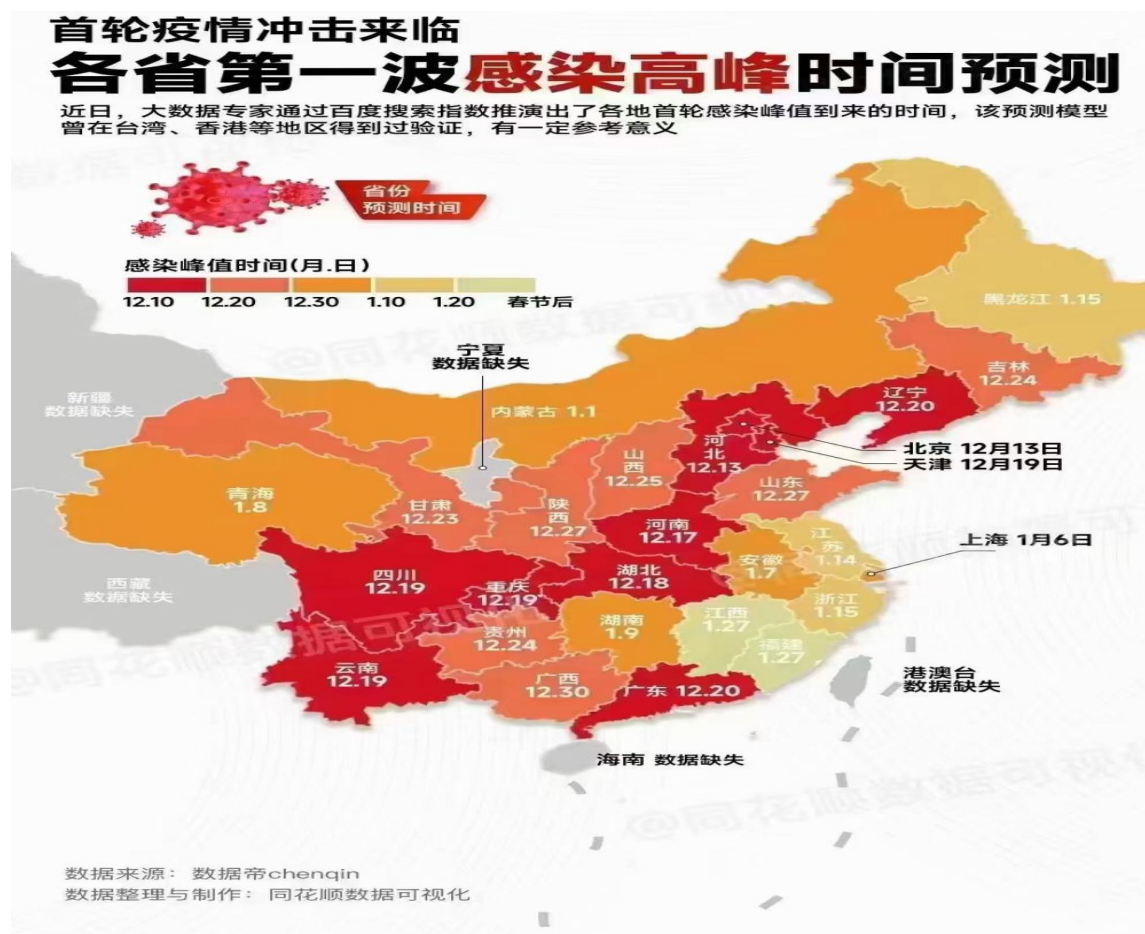 首轮疫情冲击来临
各省第一波感染高峰时间预测
近日，大数据专家通过百度搜索指数推演出了各地首轮感染峰值到来的时间，该预测模型
曾在台湾、香港等地区得到过验证，有一定参考意义
省份
预测时间
感染峰值时间(月.日)
12.10 12.20 12.30 1.10 1.20 春节后
黑龙江 1.15
吉林
12.24
辽宁
12.20
宁夏
数据缺失
新疆
数据缺失
内蒙古 1.1
北京 12月13日
天津 12月19日
河北
12.13
山西
12.25
山东
12.27
青海
1.8
甘肃
12.23
陕西
12.27
河南
12.17
江苏
1.14
上海 1月6日
安徽
1.7
西藏
数据缺失
四川
12.19
重庆
12.19
湖北
12.18
浙江
1.15
湖南
1.9
江西
1.27
福建
1.27
贵州
12.24
云南
12.19
广西
12.30
广东 12.20
港澳台
数据缺失
海南 数据缺失
@同花顺数据可视化
数据来源：数据帝chenqin
数据整理与制作：同花顺数据可视化